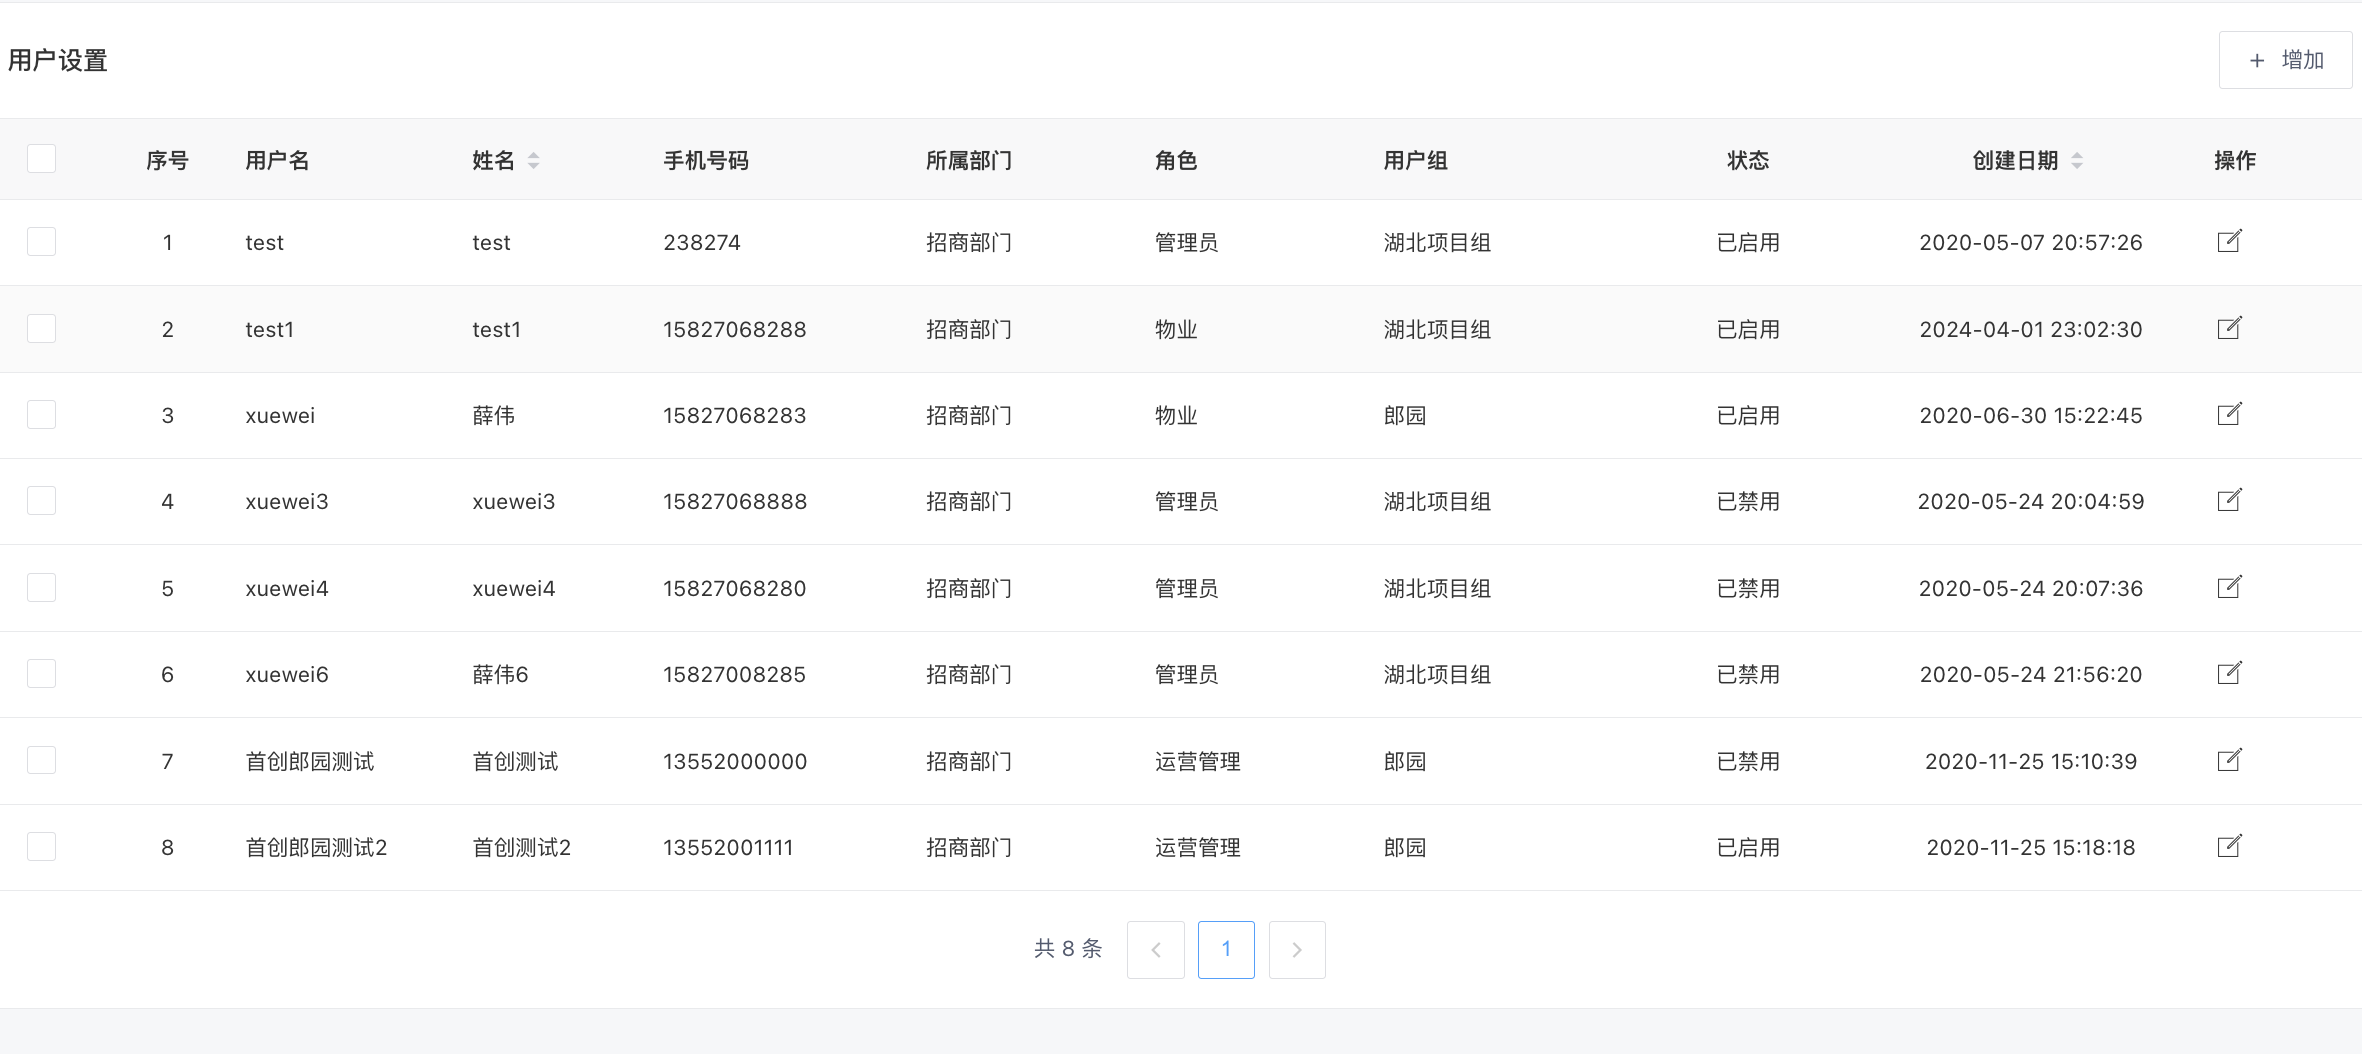 用户设置
+ 增加
序号 用户名 姓名 手机号码 所属部门 角色 用户组 状态 创建日期 操作
1 test test 238274 招商部门 管理员 湖北项目组 已启用 2020-05-07 20:57:26
2 test1 test1 15827068288 招商部门 物业 湖北项目组 已启用 2024-04-01 23:02:30
3 xuewei 薛伟 15827068283 招商部门 物业 郎园 已启用 2020-06-30 15:22:45
4 xuewei3 xuewei3 15827068888 招商部门 管理员 湖北项目组 已禁用 2020-05-24 20:04:59
5 xuewei4 xuewei4 15827068280 招商部门 管理员 湖北项目组 已禁用 2020-05-24 20:07:36
6 xuewei6 薛伟6 15827008285 招商部门 管理员 湖北项目组 已禁用 2020-05-24 21:56:20
7 首创郎园测试 首创测试 13552000000 招商部门 运营管理 郎园 已禁用 2020-11-25 15:10:39
8 首创郎园测试2 首创测试2 13552001111 招商部门 运营管理 郎园 已启用 2020-11-25 15:18:18
共 8 条 1